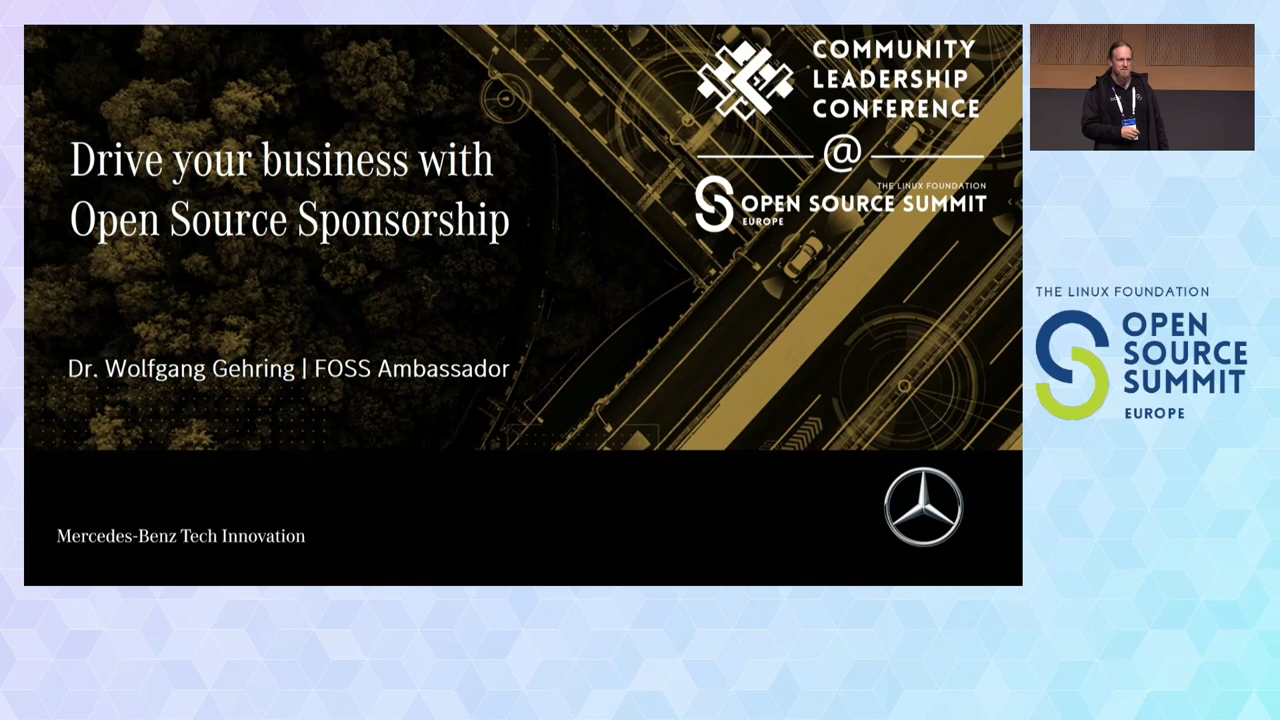 Drive your business with
Open Source Sponsorship
Dr. Wolfgang Gehring | FOSS Ambassador
Mercedes-Benz Tech Innovation
COMMUNITY
LEADERSHIP
CONFERENCE
@
THE LINUX FOUNDATION
OPEN SOURCE SUMMIT
EUROPE
THE LINUX FOUNDATION
OPEN
SOURCE
SUMMIT
EUROPE